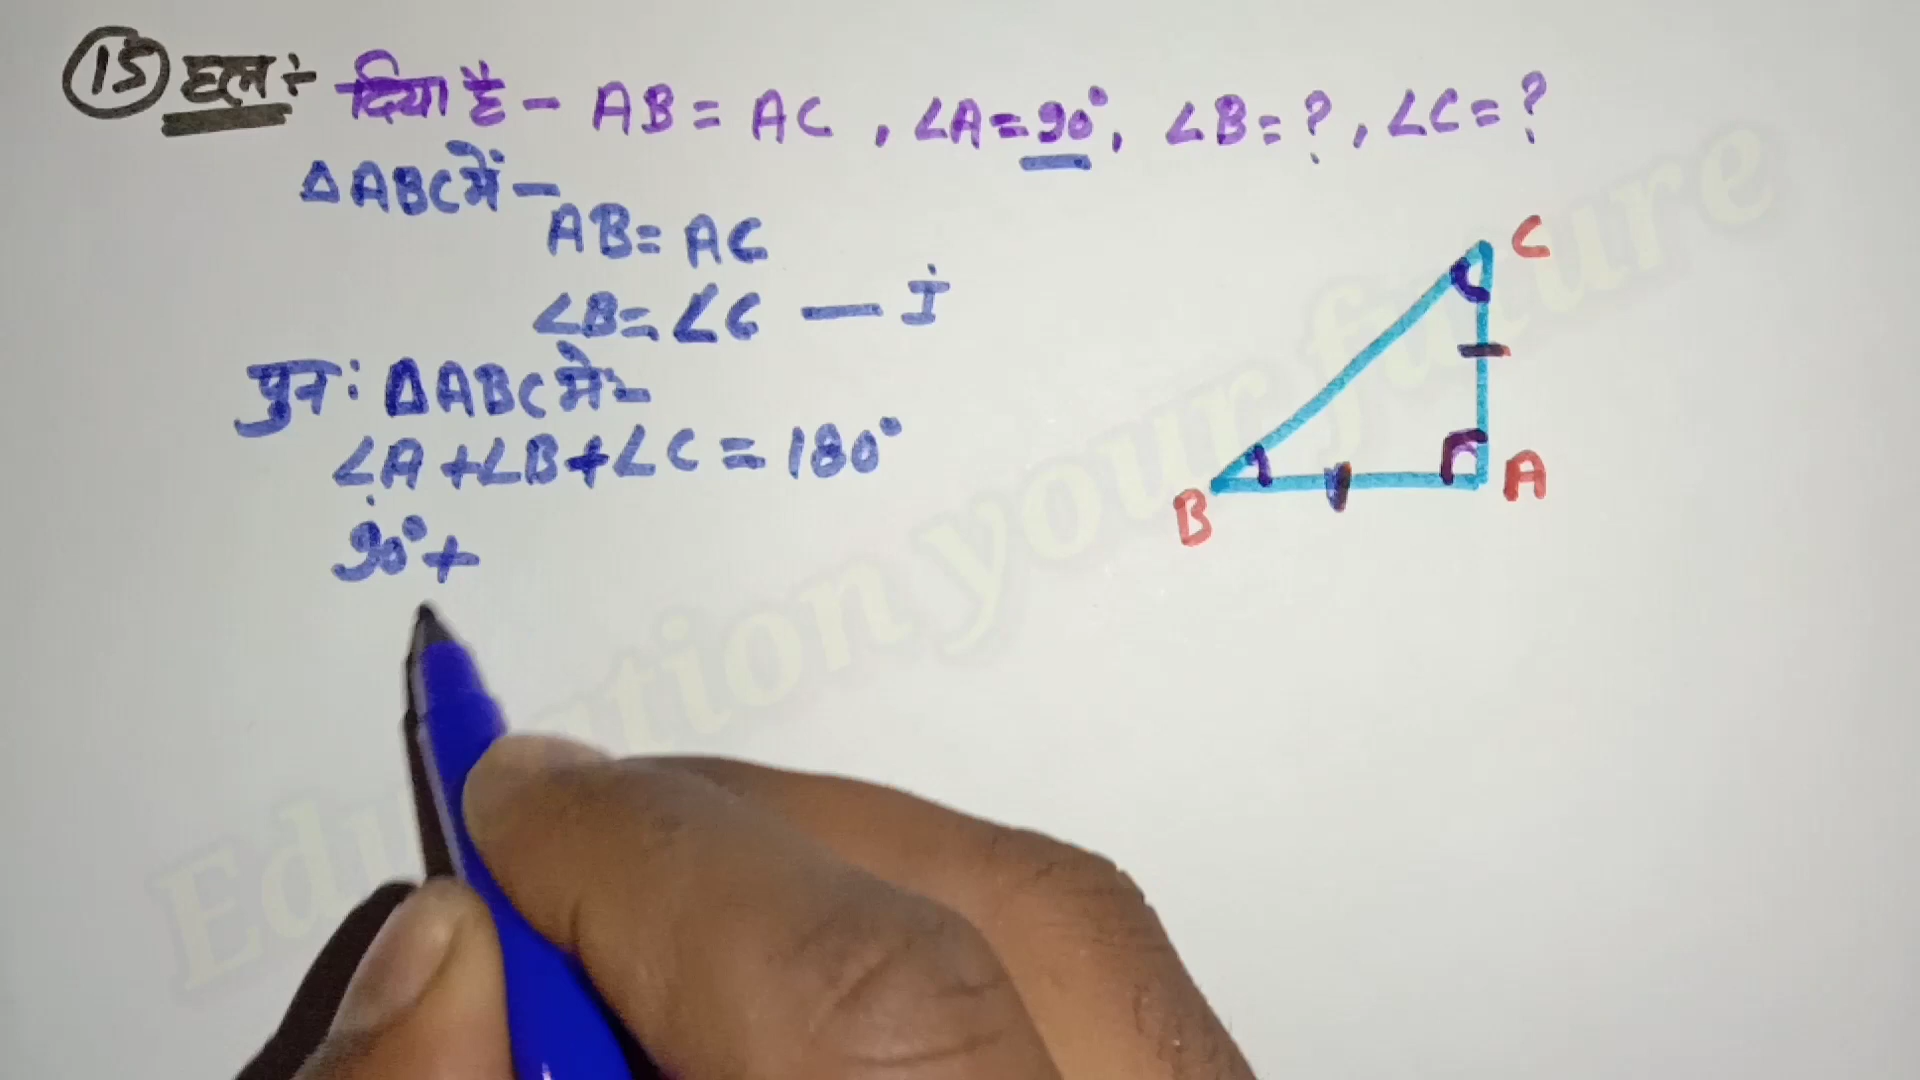 15 हल÷ दिया है - AB = AC , ∠A = 90°, ∠B = ? , ∠C = ?
△ABC में -
AB = AC
∠B = ∠C — I
पुनः △ABC में-
∠A + ∠B + ∠C = 180°
90° +
C
B
A
Education your future